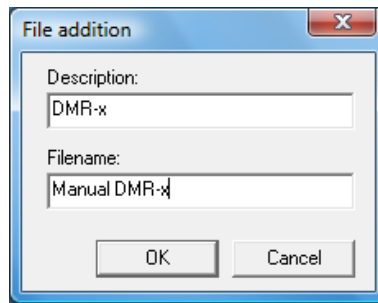 File addition
Description:
DMR-x
Filename:
Manual DMR-x
OK Cancel